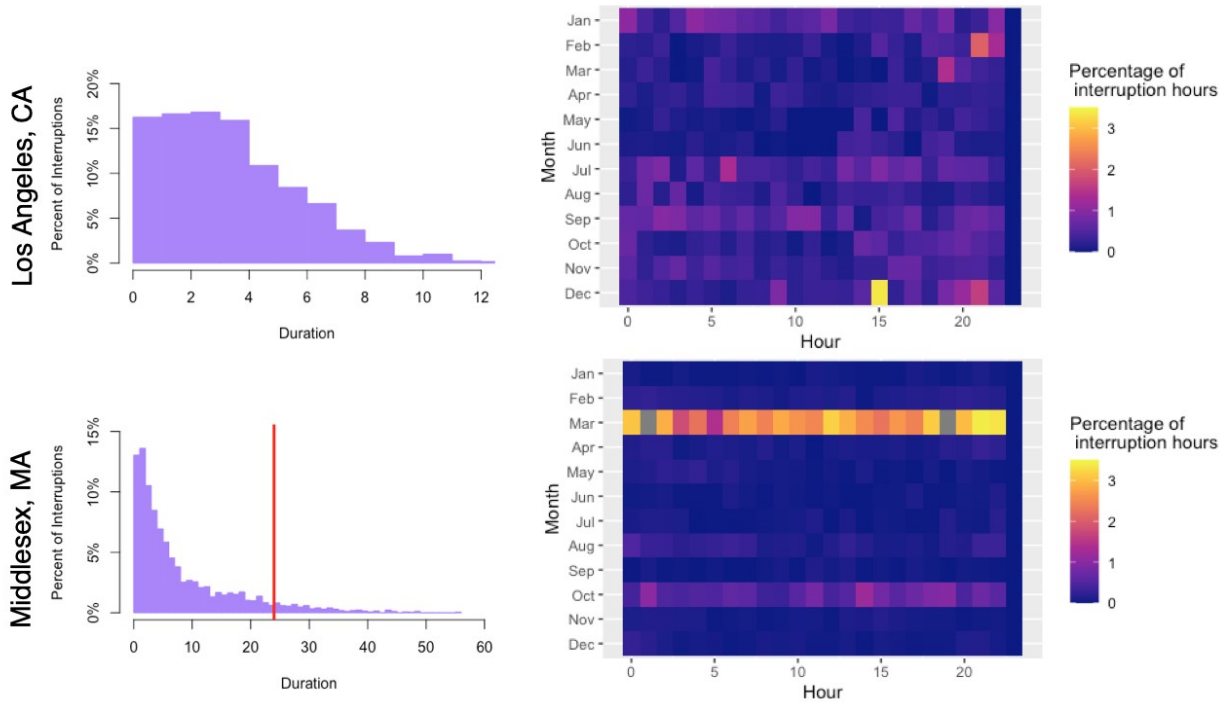 Los Angeles, CA
Percent of Interruptions
20%
15%
10%
5%
0%
0 2 4 6 8 10 12
Duration
Month
Jan
Feb
Mar
Apr
May
Jun
Jul
Aug
Sep
Oct
Nov
Dec
0 5 10 15 20
Hour
Percentage of
interruption hours
3
2
1
0
Middlesex, MA
Percent of Interruptions
15%
10%
5%
0%
0 10 20 30 40 50 60
Duration
Month
Jan
Feb
Mar
Apr
May
Jun
Jul
Aug
Sep
Oct
Nov
Dec
0 5 10 15 20
Hour
Percentage of
interruption hours
3
2
1
0